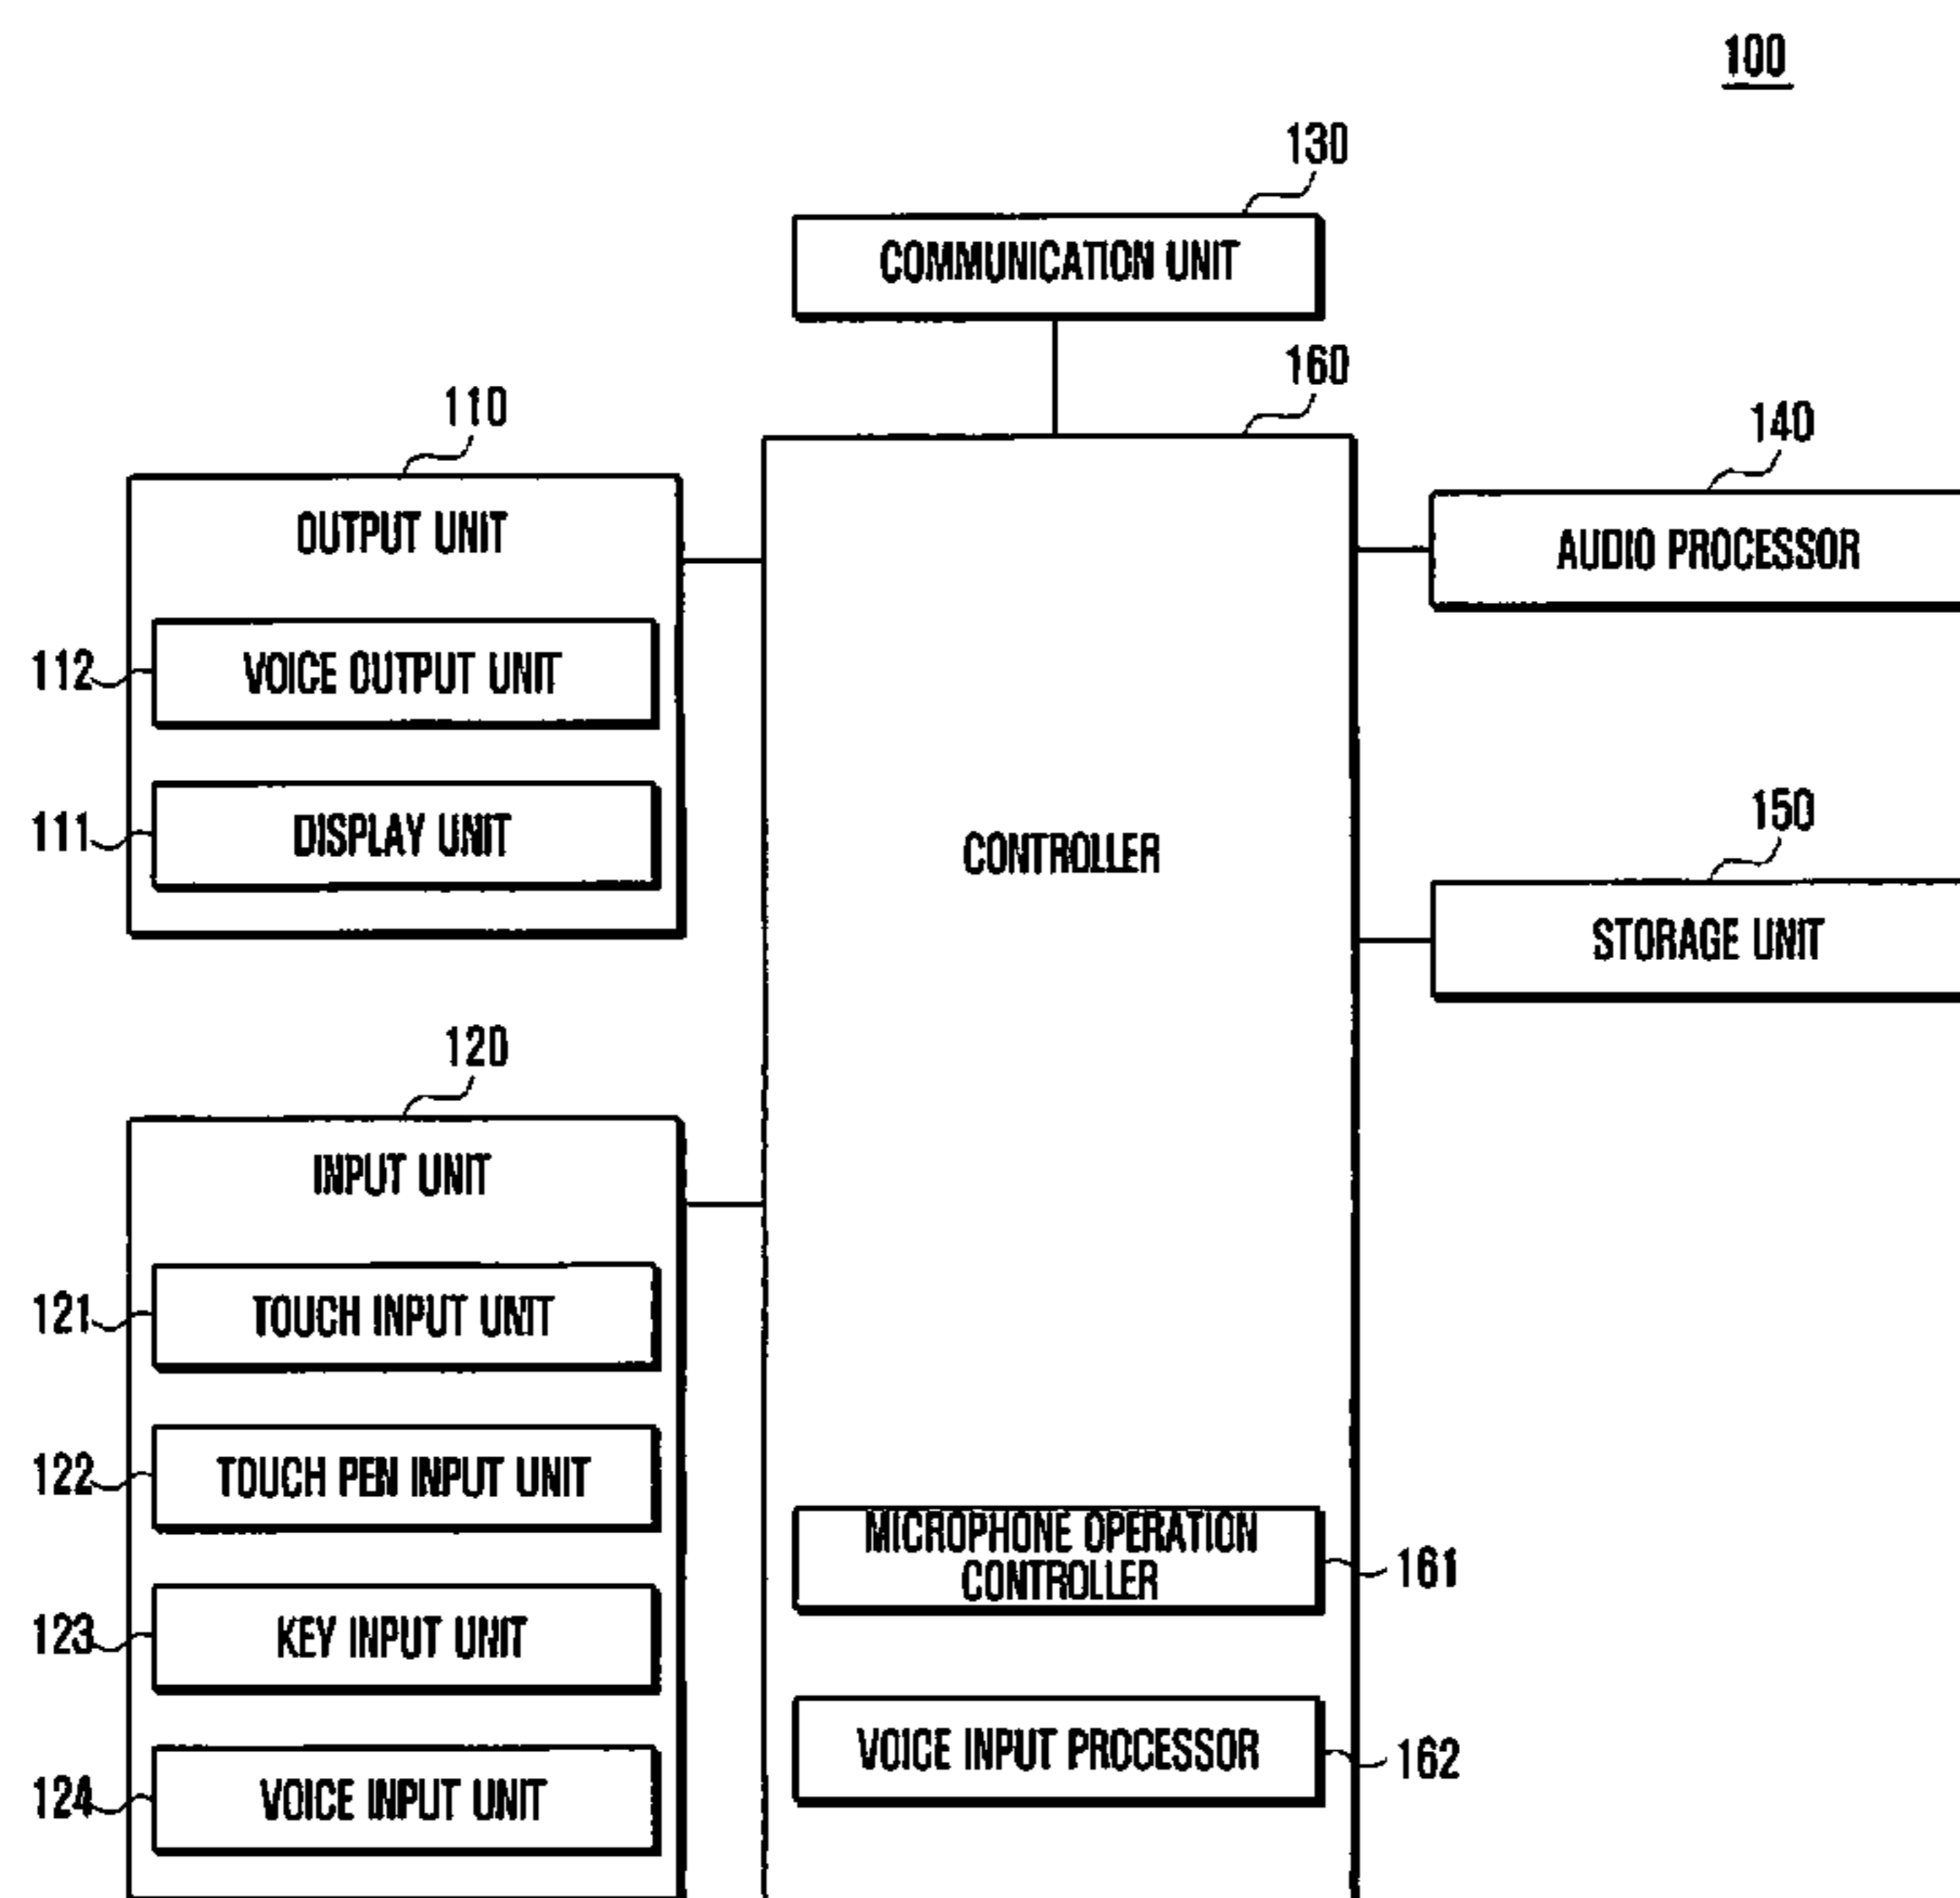 100
130
COMMUNICATION UNIT
160
110
140
OUTPUT UNIT
AUDIO PROCESSOR
112
VOICE OUTPUT UNIT
150
111
DISPLAY UNIT
CONTROLLER
STORAGE UNIT
120
INPUT UNIT
121
TOUCH INPUT UNIT
122
TOUCH PEN INPUT UNIT
MICROPHONE OPERATION
CONTROLLER
161
123
KEY INPUT UNIT
VOICE INPUT PROCESSOR
162
124
VOICE INPUT UNIT